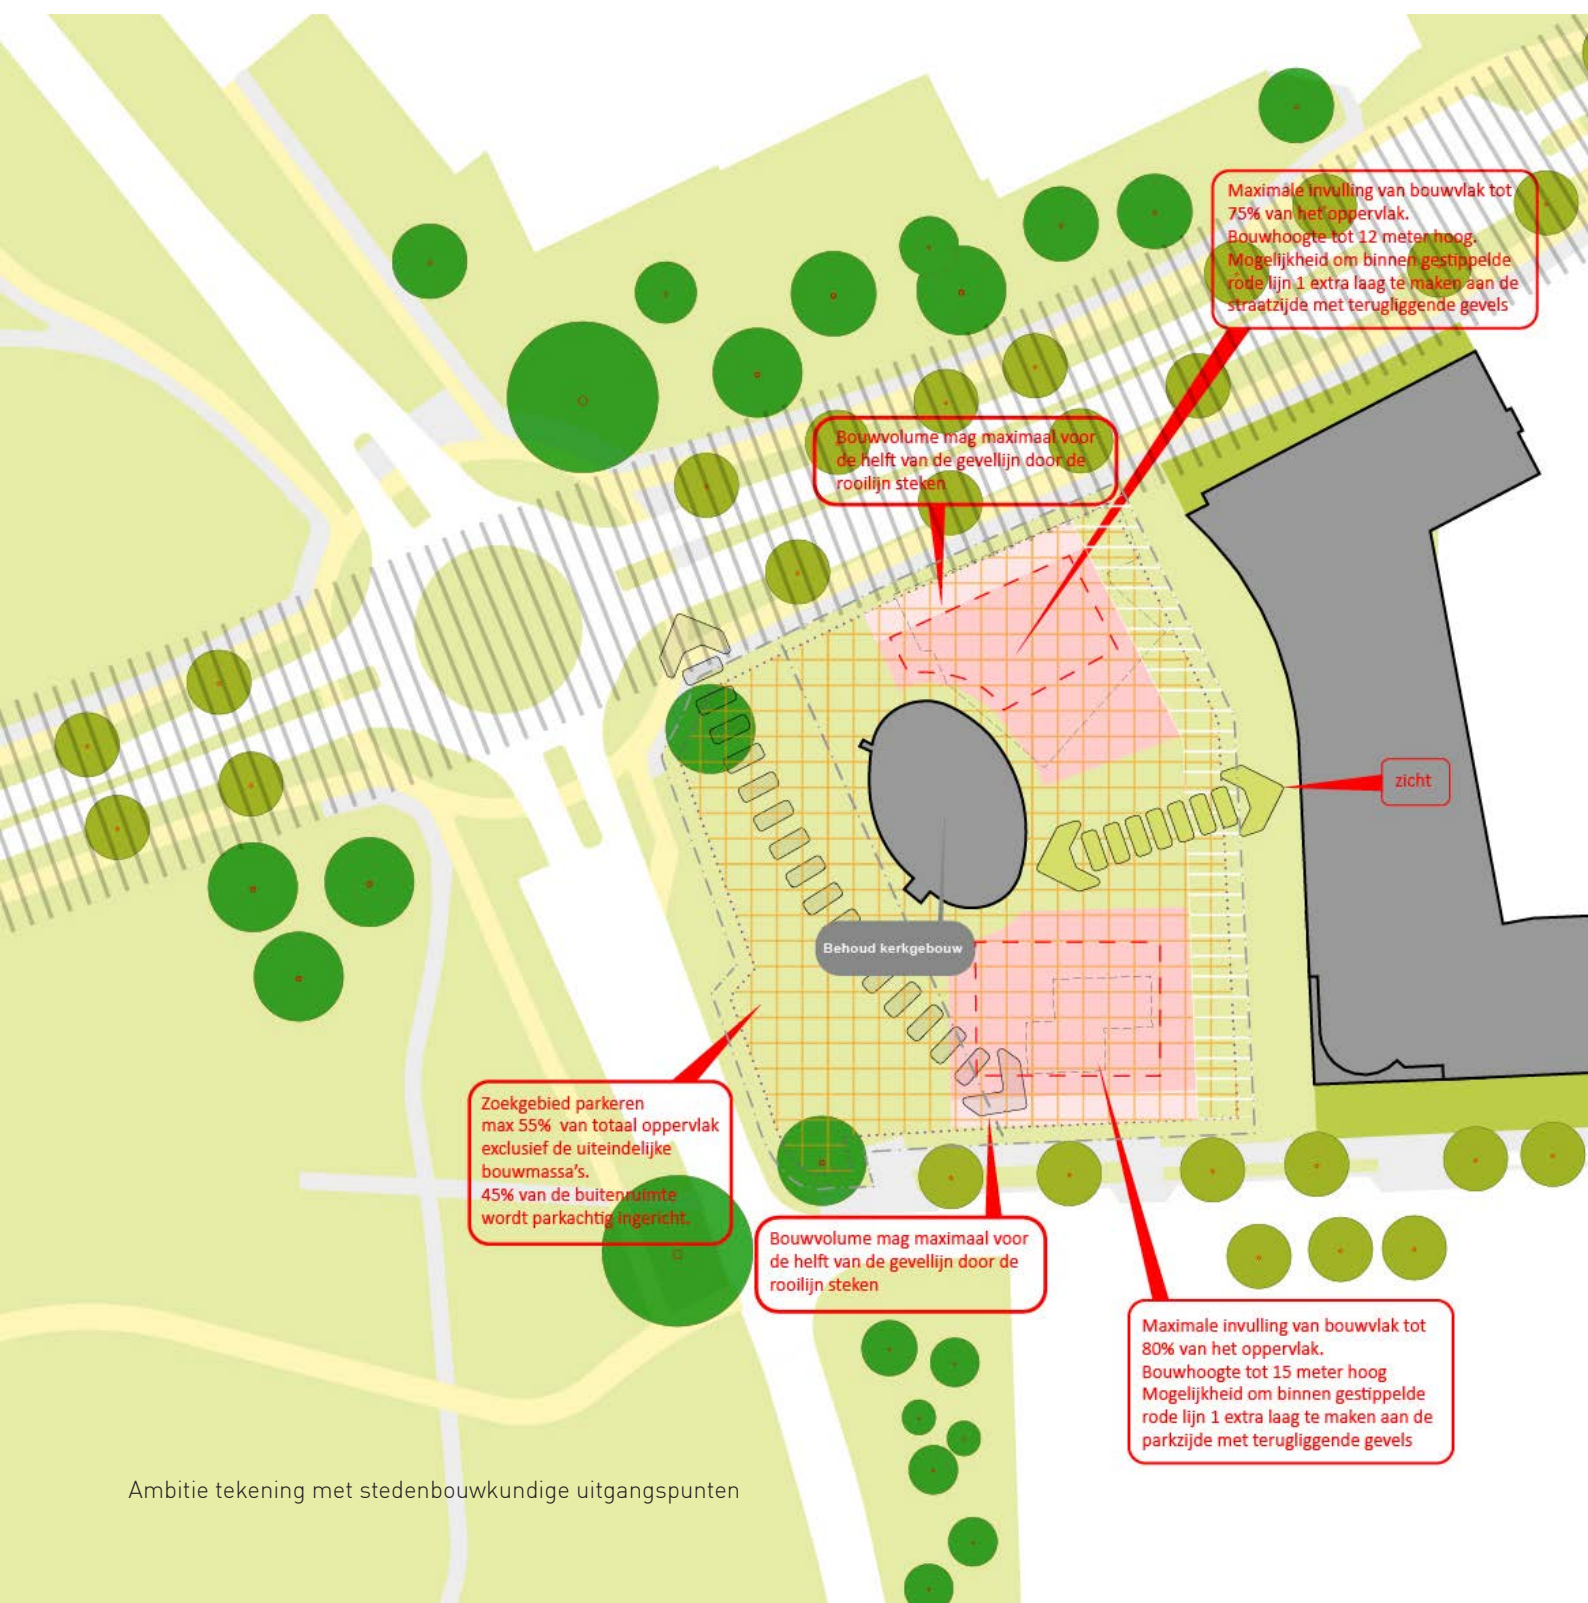 Maximale invulling van bouwvlak tot
75% van het oppervlak.
Bouwhoogte tot 12 meter hoog.
Mogelijkheid om binnen gestippelde
rode lijn 1 extra laag te maken aan de
straatzijde met terugliggende gevels
Bouwvolume mag maximaal voor
de helft van de gevellijn door de
rooilijn steken
zicht
Behoud kerkgebouw
Zoekgebied parkeren
max 55% van totaal oppervlak
exclusief de uiteindelijke
bouwmassa's.
45% van de buitenruimte
wordt parkachtig ingericht.
Bouwvolume mag maximaal voor
de helft van de gevellijn door de
rooilijn steken
Maximale invulling van bouwvlak tot
80% van het oppervlak.
Bouwhoogte tot 15 meter hoog
Mogelijkheid om binnen gestippelde
rode lijn 1 extra laag te maken aan de
parkzijde met terugliggende gevels
Ambitie tekening met stedenbouwkundige uitgangspunten